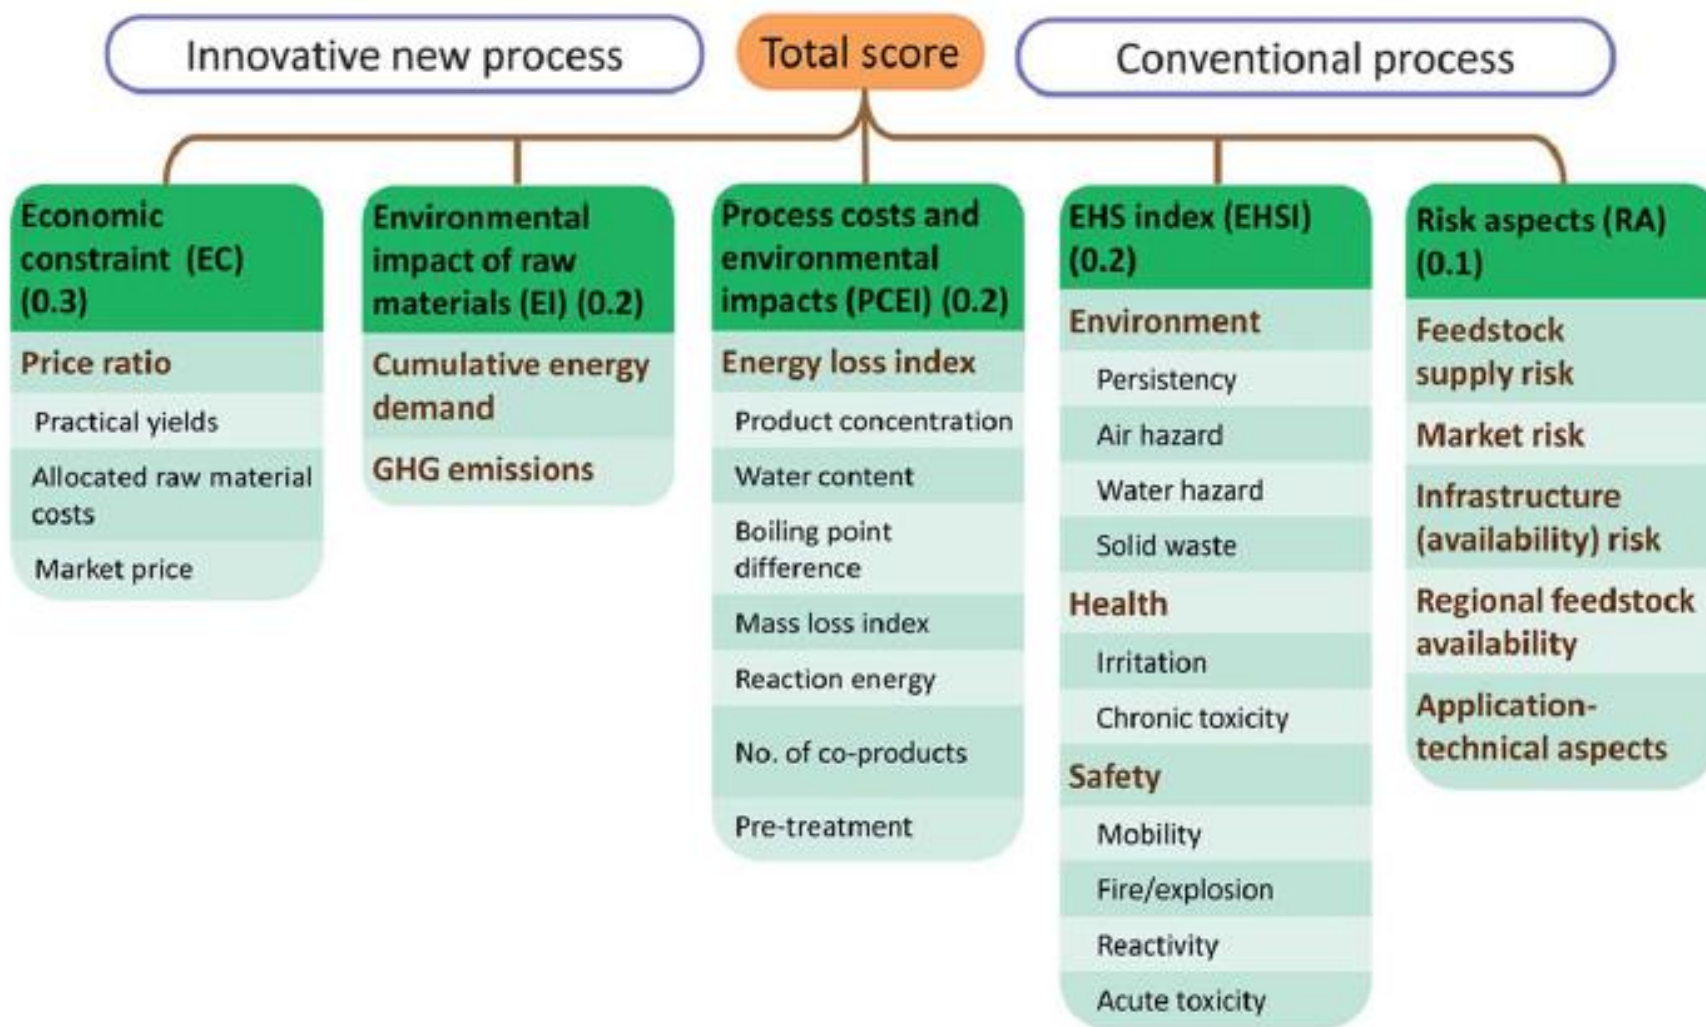 Innovative new process
Total score
Conventional process
Economic
constraint (EC)
(0.3)
Price ratio
Practical yields
Allocated raw material
costs
Market price
Environmental
impact of raw
materials (EI) (0.2)
Cumulative energy
demand
GHG emissions
Process costs and
environmental
impacts (PCEI) (0.2)
Energy loss index
Product concentration
Water content
Boiling point
difference
Mass loss index
Reaction energy
No. of co-products
Pre-treatment
EHS index (EHSI)
(0.2)
Environment
Persistency
Air hazard
Water hazard
Solid waste
Health
Irritation
Chronic toxicity
Safety
Mobility
Fire/explosion
Reactivity
Acute toxicity
Risk aspects (RA)
(0.1)
Feedstock
supply risk
Market risk
Infrastructure
(availability) risk
Regional feedstock
availability
Application-
technical aspects